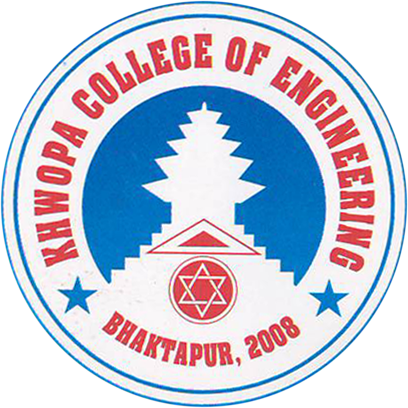 KHWOPA COLLEGE OF ENGINEERING
BHAKTAPUR, 2008